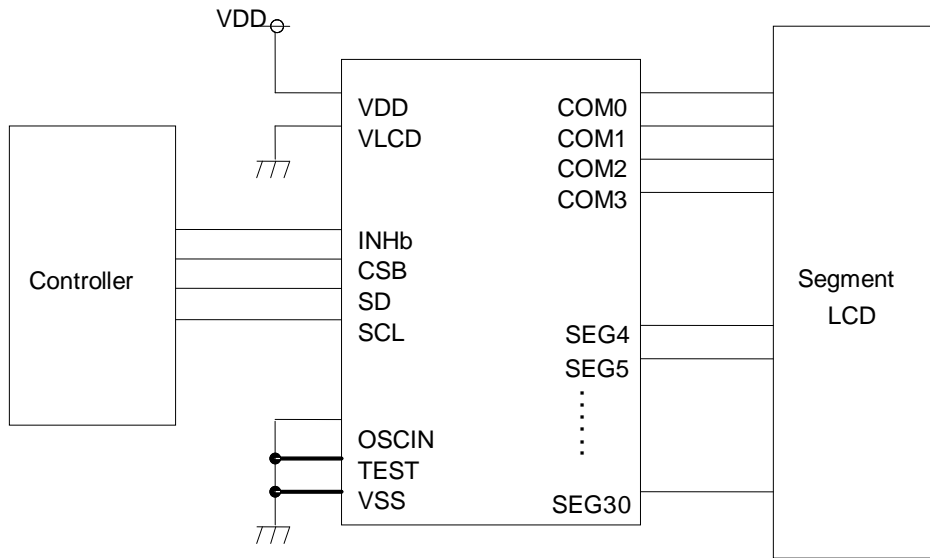 VDD
VDD
VLCD
INHb
CSB
SD
SCL
OSCIN
TEST
VSS
COM0
COM1
COM2
COM3
SEG4
SEG5
SEG30
Controller
Segment
LCD